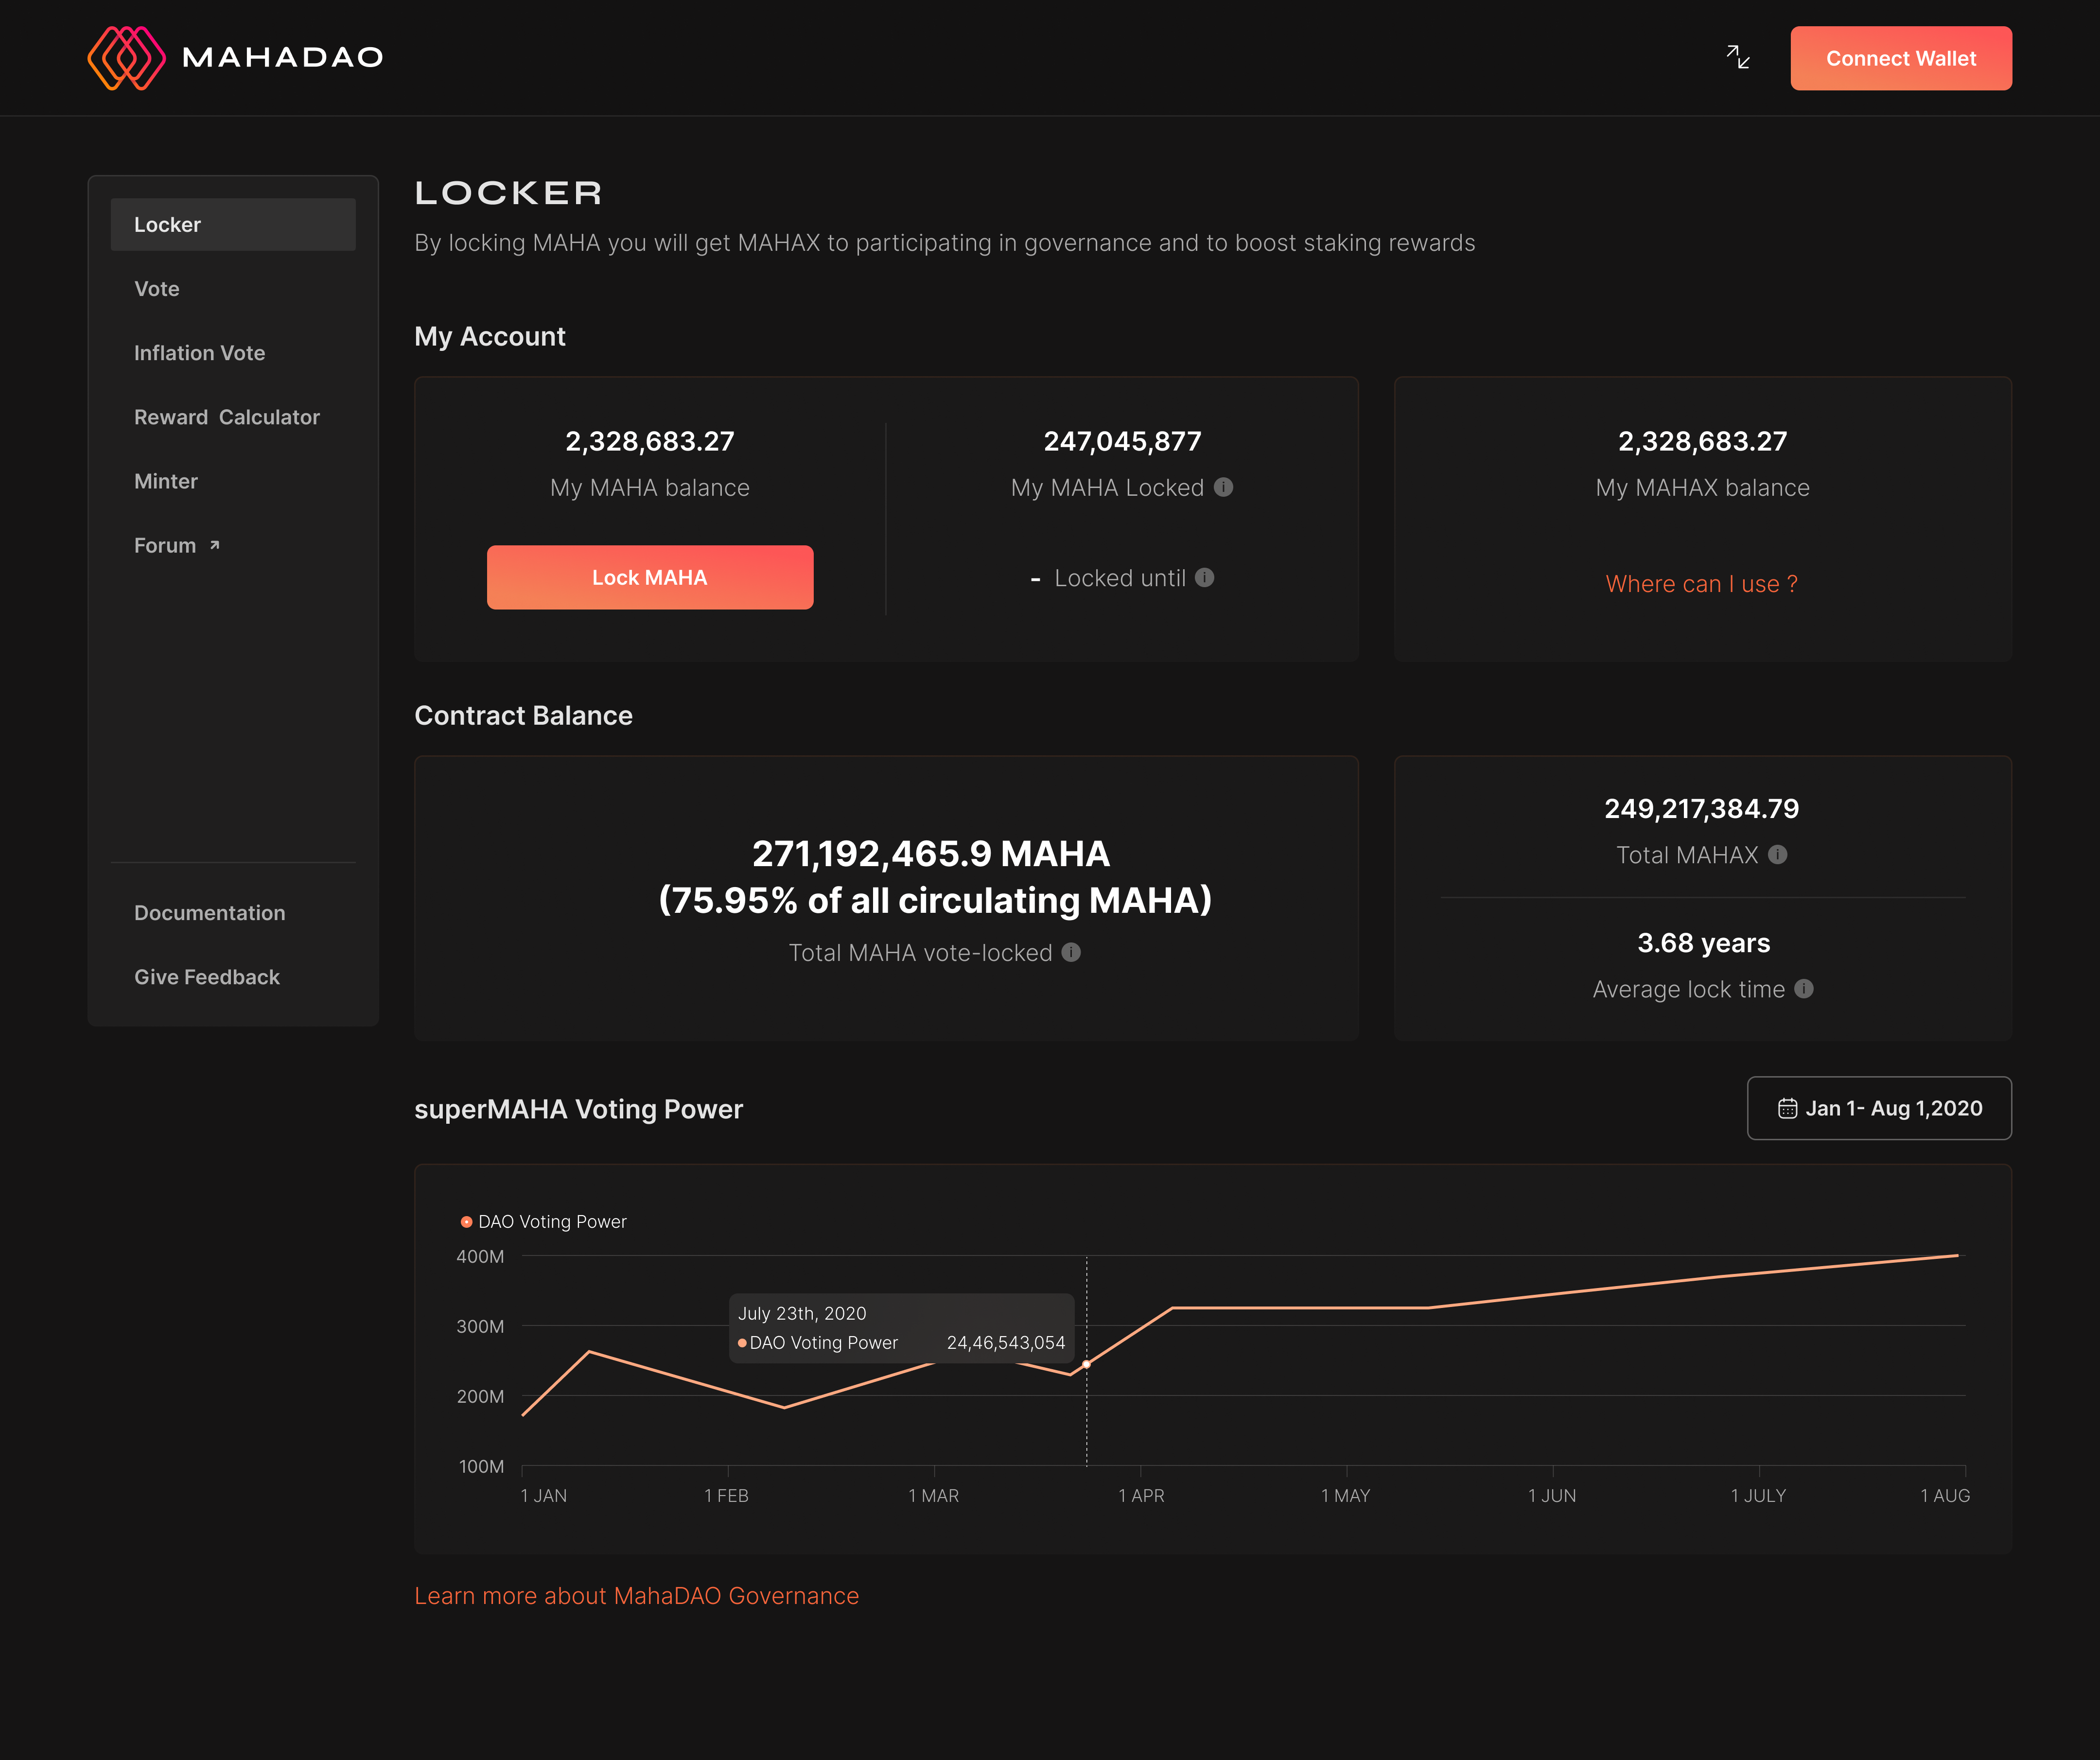 MAHADAO
Connect Wallet
Locker
Vote
Inflation Vote
Reward  Calculator
Minter
Forum
Documentation
Give Feedback
LOCKER
By locking MAHA you will get MAHAX to participating in governance and to boost staking rewards
My Account
2,328,683.27
My MAHA balance
Lock MAHA
247,045,877
My MAHA Locked
- Locked until
2,328,683.27
My MAHAX balance
Where can I use ?
Contract Balance
271,192,465.9 MAHA
(75.95% of all circulating MAHA)
Total MAHA vote-locked
249,217,384.79
Total MAHAX
3.68 years
Average lock time
superMAHA Voting Power
Jan 1- Aug 1,2020
DAO Voting Power
400M
300M
200M
100M
July 23th, 2020
DAO Voting Power 24,46,543,054
1 JAN 1 FEB 1 MAR 1 APR 1 MAY 1 JUN 1 JULY 1 AUG
Learn more about MahaDAO Governance